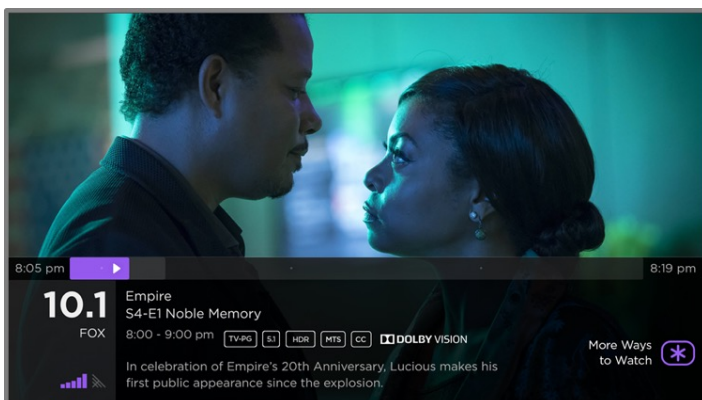 8:05 pm
8:19 pm
10.1
FOX
Empire
S4-E1 Noble Memory
8:00 - 9:00 pm TV-PG 5.1 HDR MTS CC DOLBY VISION
In celebration of Empire's 20th Anniversary, Lucious makes his
first public appearance since the explosion.
More Ways
to Watch